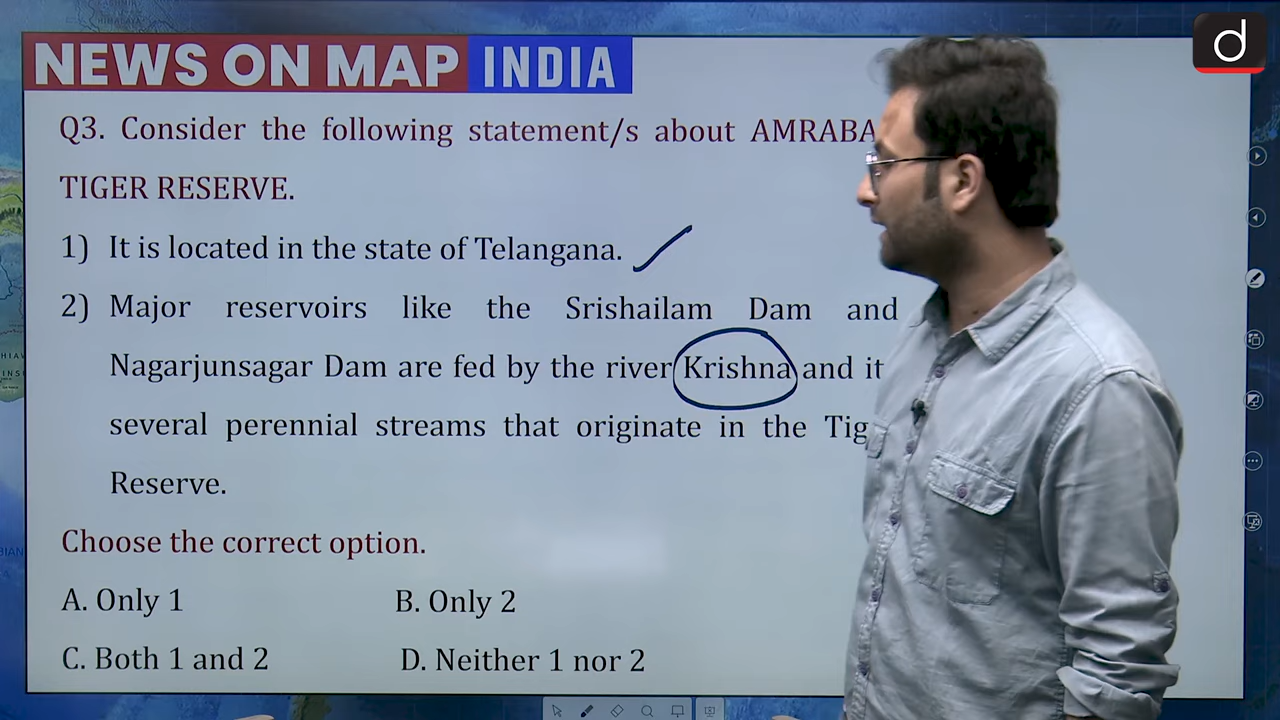 d
NEWS ON MAP INDIA
Q3. Consider the following statement/s about AMRABA
TIGER RESERVE.
1) It is located in the state of Telangana.
2) Major reservoirs like the Srishailam Dam and
Nagarjunsagar Dam are fed by the river Krishna and it
several perennial streams that originate in the Tig
Reserve.
Choose the correct option.
A. Only 1 B. Only 2
C. Both 1 and 2 D. Neither 1 nor 2